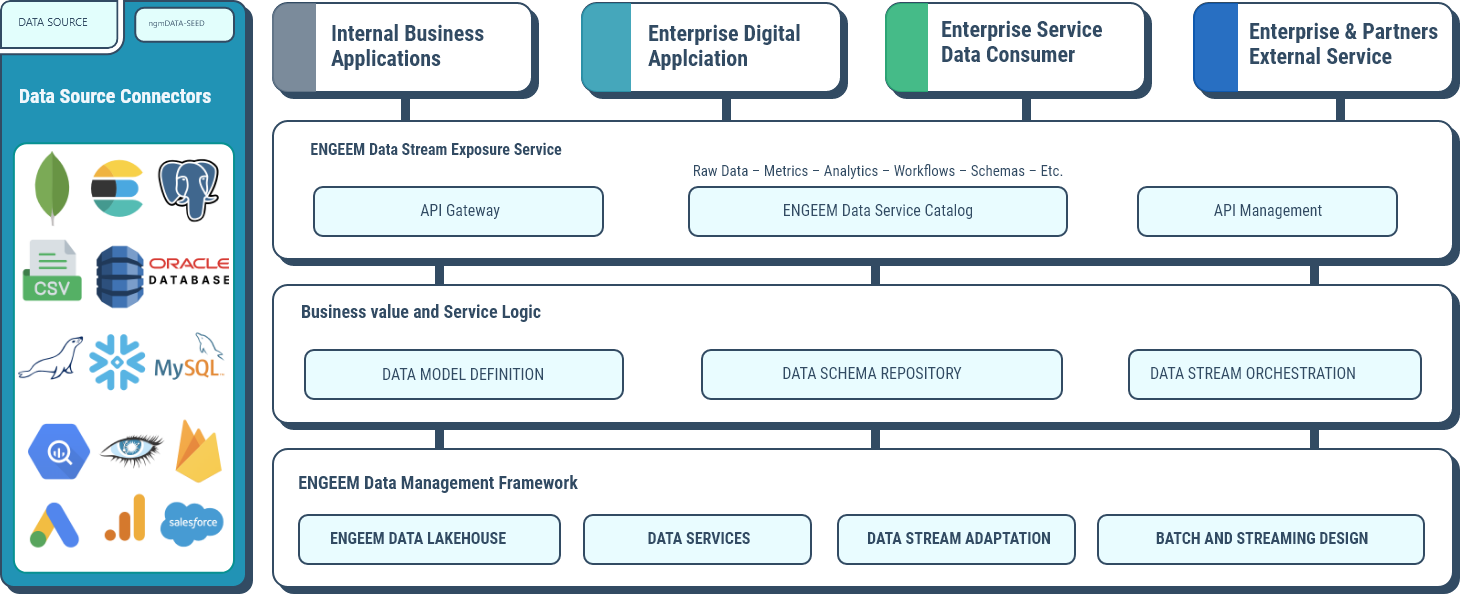 DATA SOURCE
ngmDATA-SEED
Data Source Connectors
CSV
ORACLE
DATABASE
MySQL
salesforce
Internal Business
Applications
Enterprise Digital
Applciation
Enterprise Service
Data Consumer
Enterprise & Partners
External Service
ENGEEM Data Stream Exposure Service
Raw Data – Metrics – Analytics – Workflows – Schemas – Etc.
API Gateway
ENGEEM Data Service Catalog
API Management
Business value and Service Logic
DATA MODEL DEFINITION
DATA SCHEMA REPOSITORY
DATA STREAM ORCHESTRATION
ENGEEM Data Management Framework
ENGEEM DATA LAKEHOUSE
DATA SERVICES
DATA STREAM ADAPTATION
BATCH AND STREAMING DESIGN